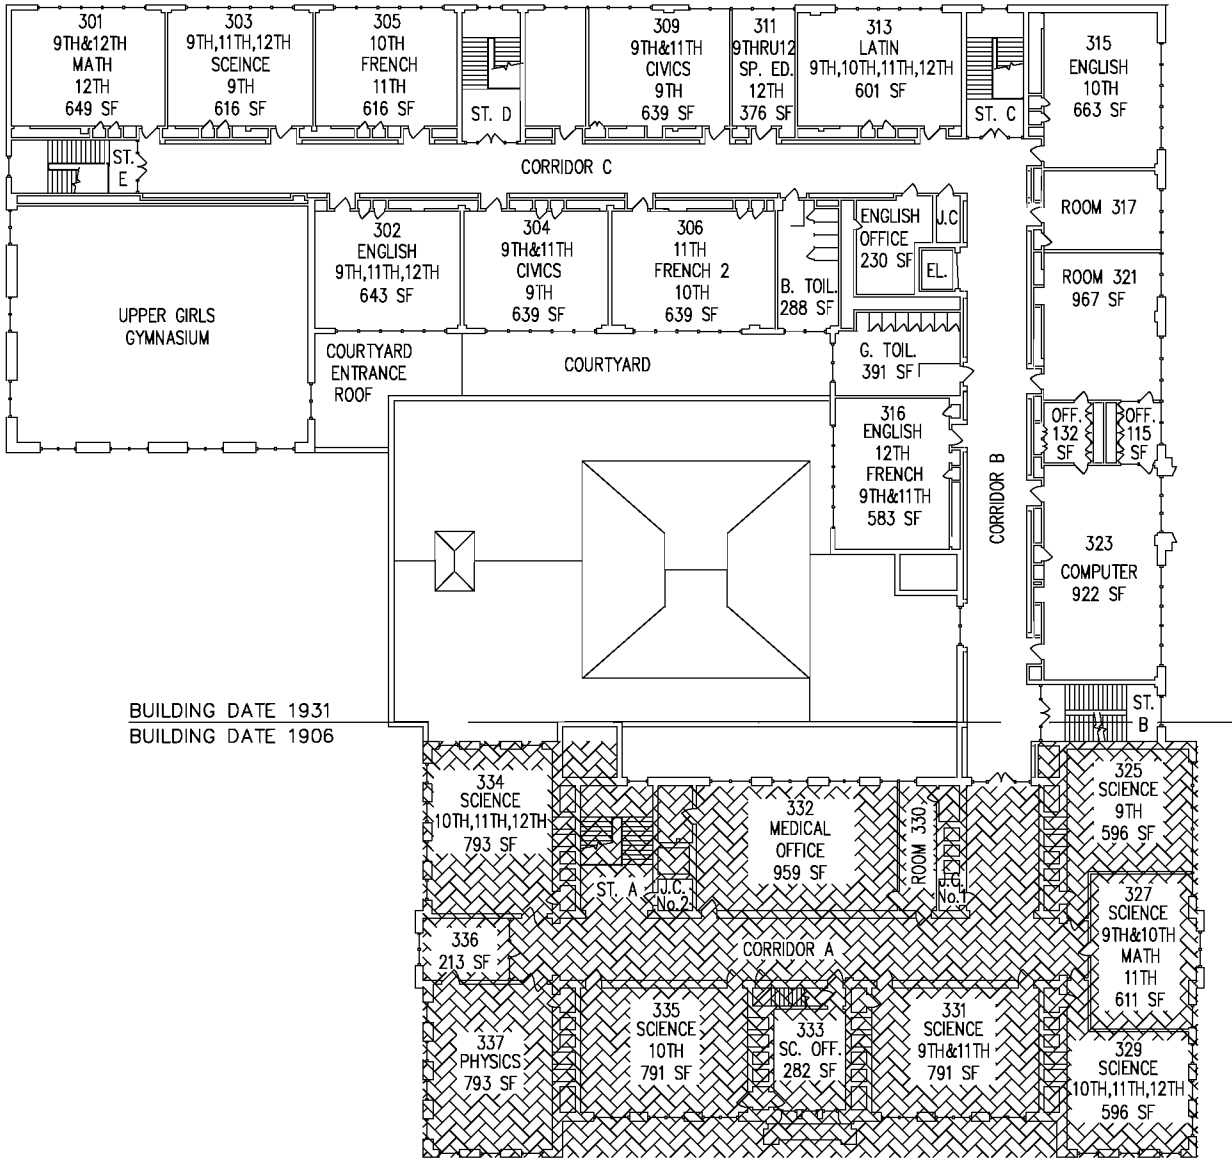 301
9TH&12TH
MATH
12TH
649 SF
303
9TH,11TH,12TH
SCEINCE
9TH
616 SF
305
10TH
FRENCH
11TH
616 SF
ST. D
309
9TH&11TH
CIVICS
9TH
639 SF
311
9THRU12
SP. ED.
12TH
376 SF
313
LATIN
9TH,10TH,11TH,12TH
601 SF
ST. C
315
ENGLISH
10TH
663 SF
ST.
E
CORRIDOR C
ROOM 317
302
ENGLISH
9TH,11TH,12TH
643 SF
304
9TH&11TH
CIVICS
9TH
639 SF
306
11TH
FRENCH 2
10TH
639 SF
B. TOIL.
288 SF
ENGLISH
OFFICE
230 SF
J.C
EL.
ROOM 321
967 SF
UPPER GIRLS
GYMNASIUM
COURTYARD
ENTRANCE
ROOF
COURTYARD
G. TOIL.
391 SF
316
ENGLISH
12TH
FRENCH
9TH&11TH
583 SF
OFF.
132
SF
OFF.
115
SF
CORRIDOR B
323
COMPUTER
922 SF
BUILDING DATE 1931
BUILDING DATE 1906
ST.
B
334
SCIENCE
10TH,11TH,12TH
793 SF
332
MEDICAL
OFFICE
959 SF
ROOM 330
325
SCIENCE
9TH
596 SF
ST. A
J.C.
No.2
J.C.
No.1
327
SCIENCE
9TH&10TH
MATH
11TH
611 SF
336
213 SF
CORRIDOR A
337
PHYSICS
793 SF
335
SCIENCE
10TH
791 SF
333
SC. OFF.
282 SF
331
SCIENCE
9TH&11TH
791 SF
329
SCIENCE
10TH,11TH,12TH
596 SF